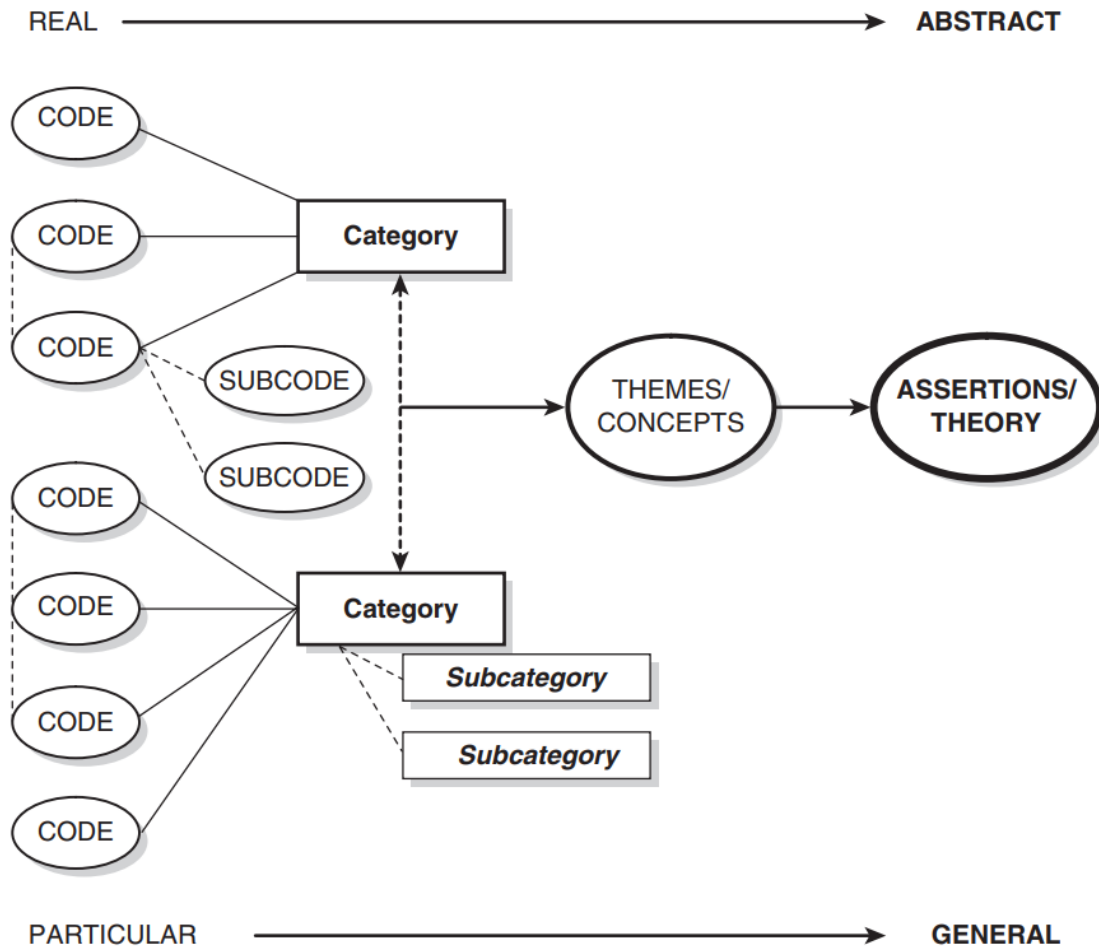 REAL
ABSTRACT
CODE
CODE
Category
CODE
SUBCODE
THEMES/
CONCEPTS
ASSERTIONS/
THEORY
SUBCODE
CODE
CODE
Category
Subcategory
CODE
Subcategory
CODE
PARTICULAR
GENERAL